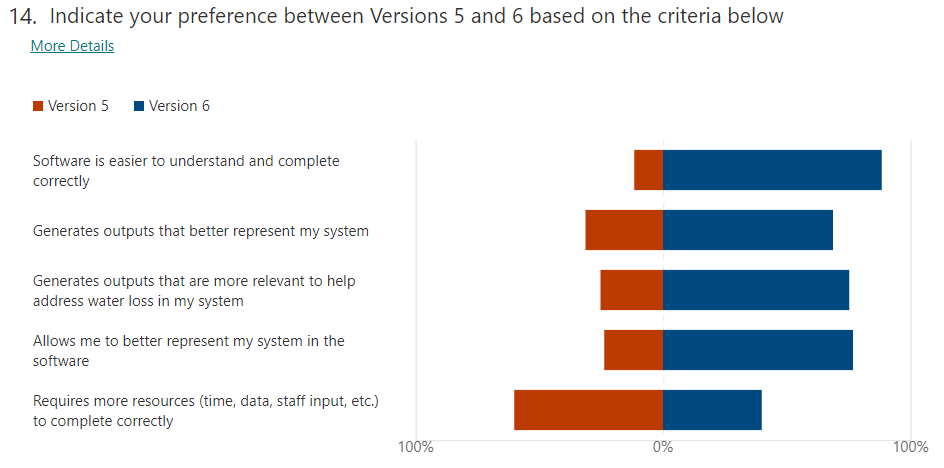 14. Indicate your preference between Versions 5 and 6 based on the criteria below
More Details
Version 5 Version 6
Software is easier to understand and complete
correctly
Generates outputs that better represent my system
Generates outputs that are more relevant to help
address water loss in my system
Allows me to better represent my system in the
software
Requires more resources (time, data, staff input, etc.)
to complete correctly
100% 0% 100%